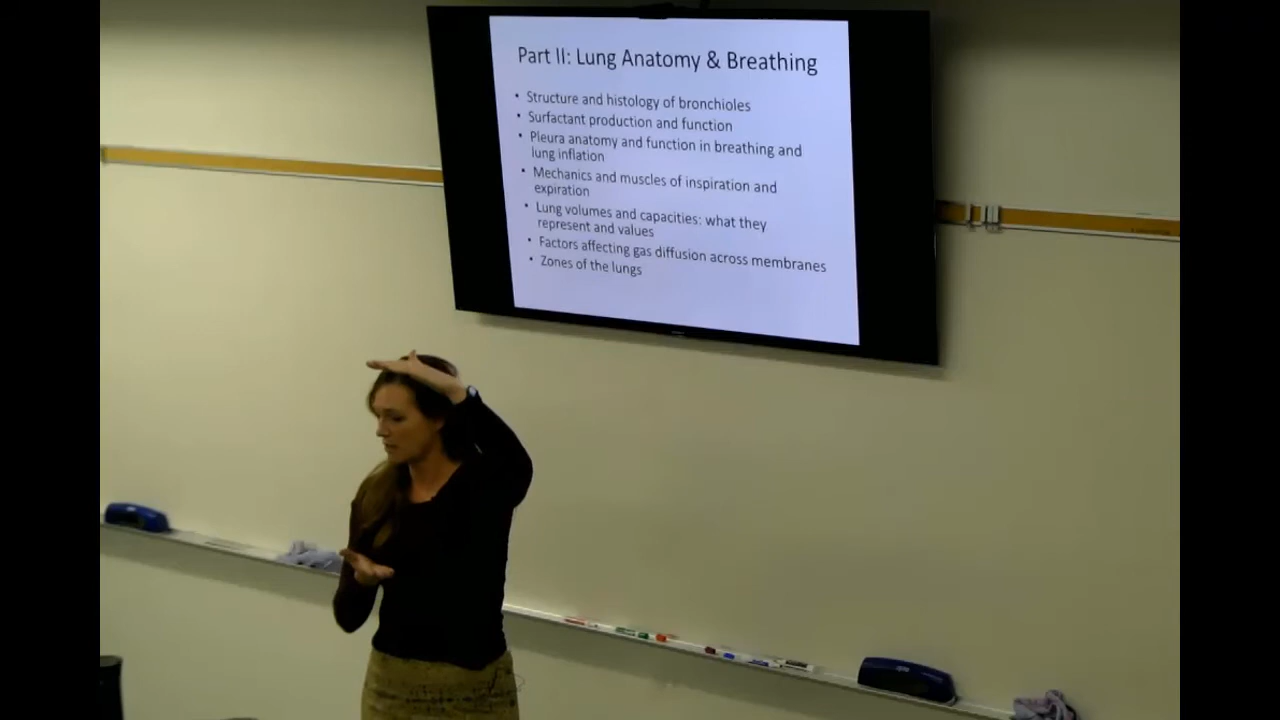 Part II: Lung Anatomy & Breathing
• Structure and histology of bronchioles
• Surfactant production and function
• Pleura anatomy and function in breathing and
lung inflation
• Mechanics and muscles of inspiration and
expiration
• Lung volumes and capacities: what they
represent and values
• Factors affecting gas diffusion across membranes
• Zones of the lungs